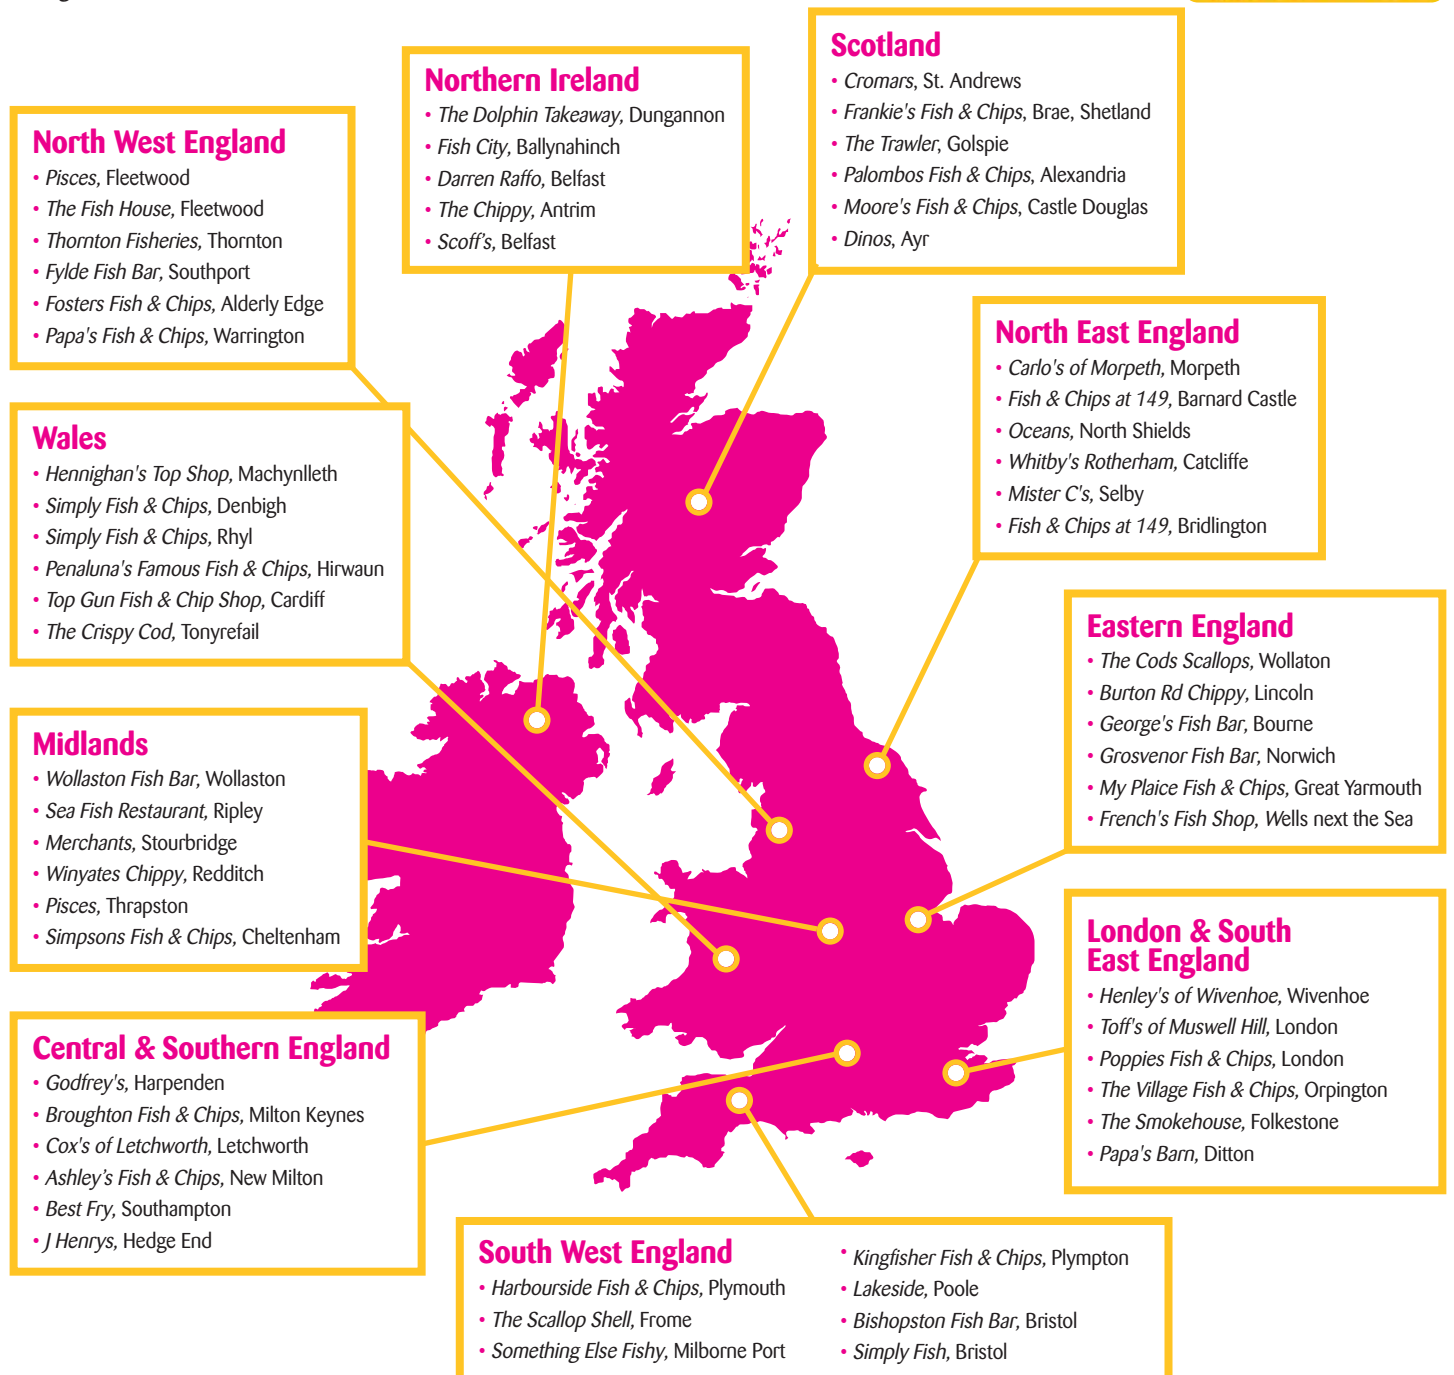 Scotland
• Cromars, St. Andrews
• Frankie's Fish & Chips, Brae, Shetland
• The Trawler, Golspie
• Palombos Fish & Chips, Alexandria
• Moore's Fish & Chips, Castle Douglas
• Dinos, Ayr
Northern Ireland
• The Dolphin Takeaway, Dungannon
• Fish City, Ballynahinch
• Darren Raffo, Belfast
• The Chippy, Antrim
• Scoff's, Belfast
North West England
• Pisces, Fleetwood
• The Fish House, Fleetwood
• Thornton Fisheries, Thornton
• Fylde Fish Bar, Southport
• Fosters Fish & Chips, Alderly Edge
• Papa's Fish & Chips, Warrington
North East England
• Carlo's of Morpeth, Morpeth
• Fish & Chips at 149, Barnard Castle
• Oceans, North Shields
• Whitby's Rotherham, Catcliffe
• Mister C's, Selby
• Fish & Chips at 149, Bridlington
Wales
• Hennighan's Top Shop, Machynlleth
• Simply Fish & Chips, Denbigh
• Simply Fish & Chips, Rhyl
• Penaluna's Famous Fish & Chips, Hirwaun
• Top Gun Fish & Chip Shop, Cardiff
• The Crispy Cod, Tonyrefail
Eastern England
• The Cods Scallops, Wollaton
• Burton Rd Chippy, Lincoln
• George's Fish Bar, Bourne
• Grosvenor Fish Bar, Norwich
• My Plaice Fish & Chips, Great Yarmouth
• French's Fish Shop, Wells next the Sea
Midlands
• Wollaston Fish Bar, Wollaston
• Sea Fish Restaurant, Ripley
• Merchants, Stourbridge
• Winyates Chippy, Redditch
• Pisces, Thrapston
• Simpsons Fish & Chips, Cheltenham
London & South
East England
• Henley's of Wivenhoe, Wivenhoe
• Toff's of Muswell Hill, London
• Poppies Fish & Chips, London
• The Village Fish & Chips, Orpington
• The Smokehouse, Folkestone
• Papa's Barn, Ditton
Central & Southern England
• Godfrey's, Harpenden
• Broughton Fish & Chips, Milton Keynes
• Cox's of Letchworth, Letchworth
• Ashley's Fish & Chips, New Milton
• Best Fry, Southampton
• J Henrys, Hedge End
South West England
• Harbourside Fish & Chips, Plymouth
• The Scallop Shell, Frome
• Something Else Fishy, Milborne Port
• Kingfisher Fish & Chips, Plympton
• Lakeside, Poole
• Bishopston Fish Bar, Bristol
• Simply Fish, Bristol